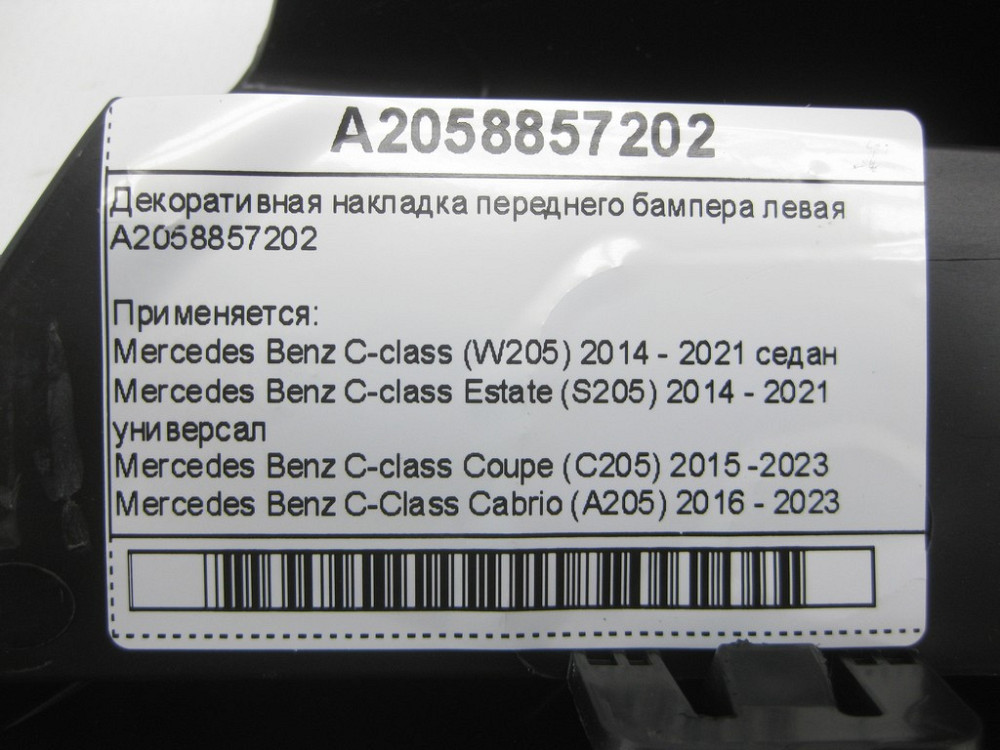 A2058857202
Декоративная накладка переднего бампера левая
A2058857202
Применяется:
Mercedes Benz C-class (W205) 2014 - 2021 седан
Mercedes Benz C-class Estate (S205) 2014 - 2021
универсал
Mercedes Benz C-class Coupe (C205) 2015 -2023
Mercedes Benz C-Class Cabrio (A205) 2016 - 2023